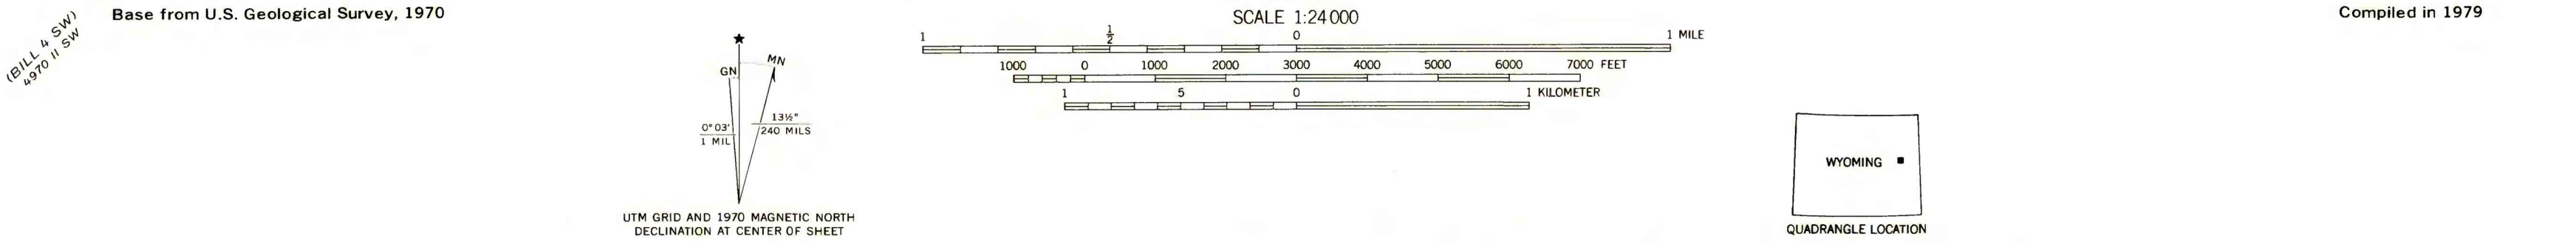 (BILL 4 SW)
4970 II SW
Base from U.S. Geological Survey, 1970
★
GN
MN
0°03'
1 MIL
13½°
240 MILS
UTM GRID AND 1970 MAGNETIC NORTH
DECLINATION AT CENTER OF SHEET
SCALE 1:24000
1 ½ 0 1 MILE
1000 0 1000 2000 3000 4000 5000 6000 7000 FEET
1 5 0 1 KILOMETER
WYOMING
QUADRANGLE LOCATION
Compiled in 1979